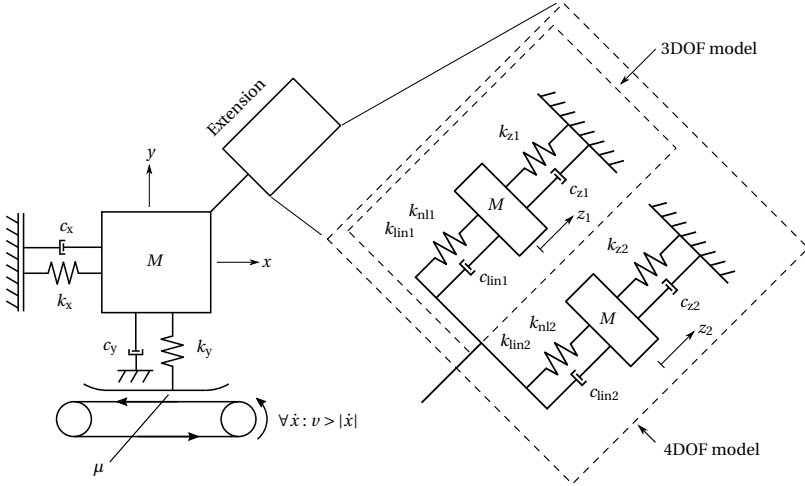 3DOF model
Extension
k_z1
y
c_z1
M
k_nl1
z_1
k_lin1
c_x
k_z2
M
x
c_lin1
c_z2
k_x
M
k_nl2
z_2
c_y
k_y
k_lin2
c_lin2
∀ẋ : v > |ẋ|
4DOF model
μ